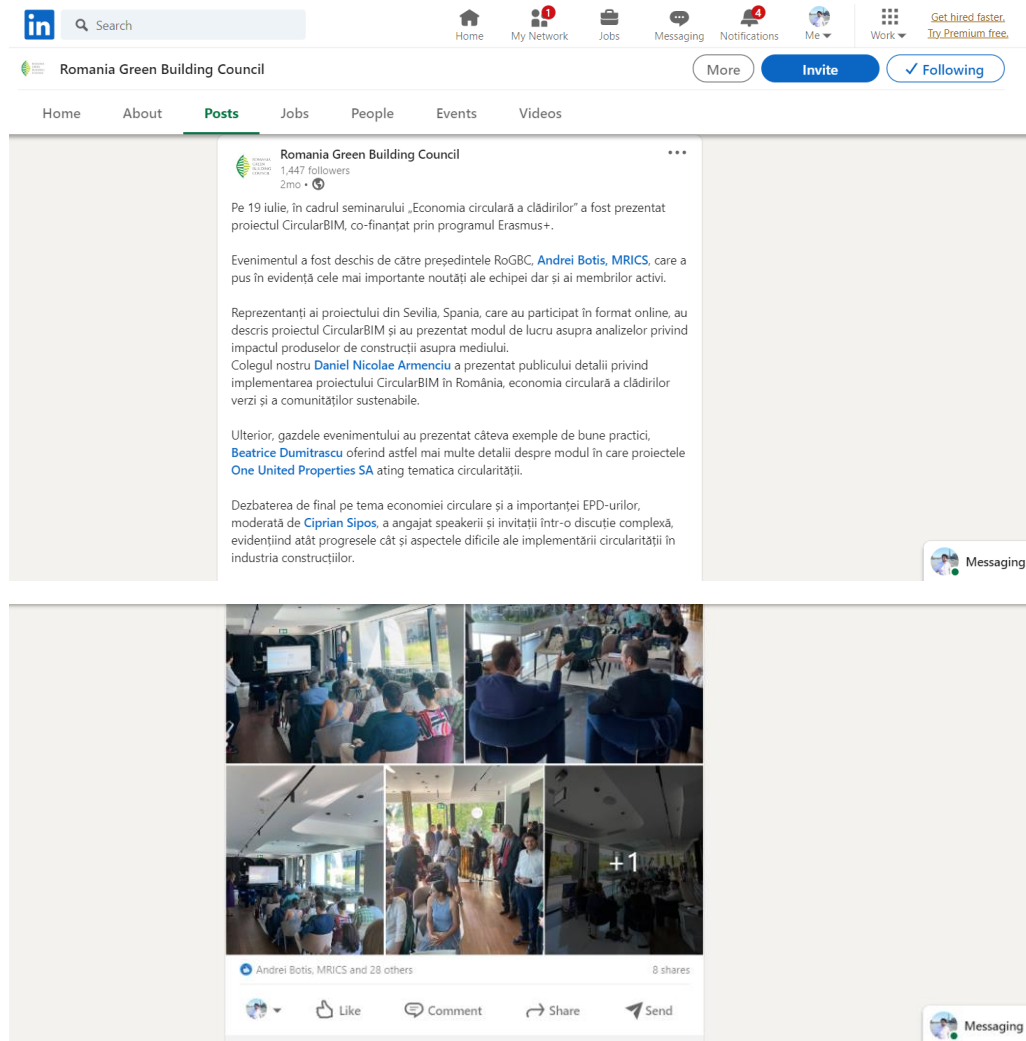 in
Search
Home
1
My Network
Jobs
Messaging
4
Notifications
Me
Work
Get hired faster.
Try Premium free.
Romania Green Building Council
More
Invite
Following
Home
About
Posts
Jobs
People
Events
Videos
Romania Green Building Council
1,447 followers
2mo •
Pe 19 iulie, în cadrul seminarului „Economia circulară a clădirilor” a fost prezentat
proiectul CircularBIM, co-finanțat prin programul Erasmus+.
Evenimentul a fost deschis de către președintele RoGBC, Andrei Botis, MRICS, care a
pus în evidență cele mai importante noutăți ale echipei dar și ai membrilor activi.
Reprezentanți ai proiectului din Sevilia, Spania, care au participat în format online, au
descris proiectul CircularBIM și au prezentat modul de lucru asupra analizelor privind
impactul produselor de construcții asupra mediului.
Colegul nostru Daniel Nicolae Armenciu a prezentat publicului detalii privind
implementarea proiectului CircularBIM în România, economia circulară a clădirilor
verzi și a comunităților sustenabile.
Ulterior, gazdele evenimentului au prezentat câteva exemple de bune practici,
Beatrice Dumitrascu oferind astfel mai multe detalii despre modul în care proiectele
One United Properties SA ating tematica circularității.
Dezbaterea de final pe tema economiei circulare și a importanței EPD-urilor,
moderată de Ciprian Sipos, a angajat speakerii și invitații într-o discuție complexă,
evidențiind atât progresele cât și aspectele dificile ale implementării circularității în
industria construcțiilor.
Messaging
+1
Andrei Botis, MRICS and 28 others
8 shares
Like
Comment
Share
Send
Messaging